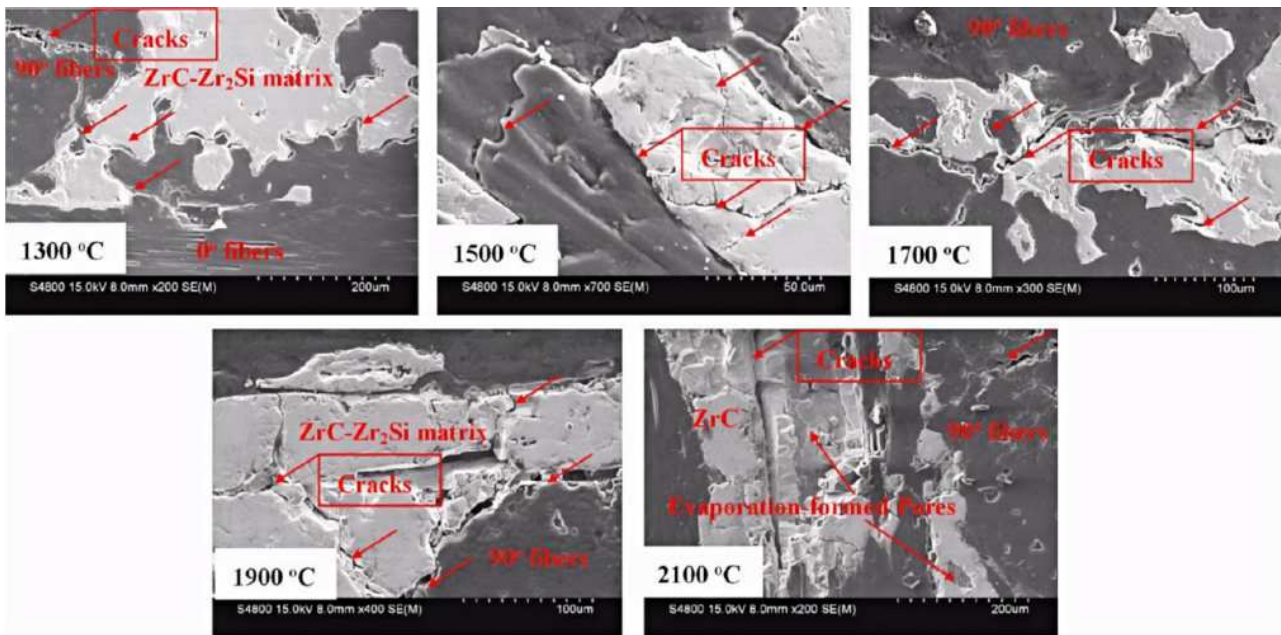 Cracks
90° fibers
ZrC-Zr₂Si matrix
0° fibers
1300 °C
S4800 15.0kV 8.0mm x200 SE(M)
200um
Cracks
1500 °C
S4800 15.0kV 8.0mm x700 SE(M)
50.0um
90° fibers
Cracks
1700 °C
S4800 15.0kV 8.0mm x300 SE(M)
100um
ZrC-Zr₂Si matrix
Cracks
90° fibers
1900 °C
S4800 15.0kV 8.0mm x400 SE(M)
100um
Cracks
ZrC
90° fibers
Evaporation-formed Pores
2100 °C
S4800 15.0kV 8.0mm x200 SE(M)
200um